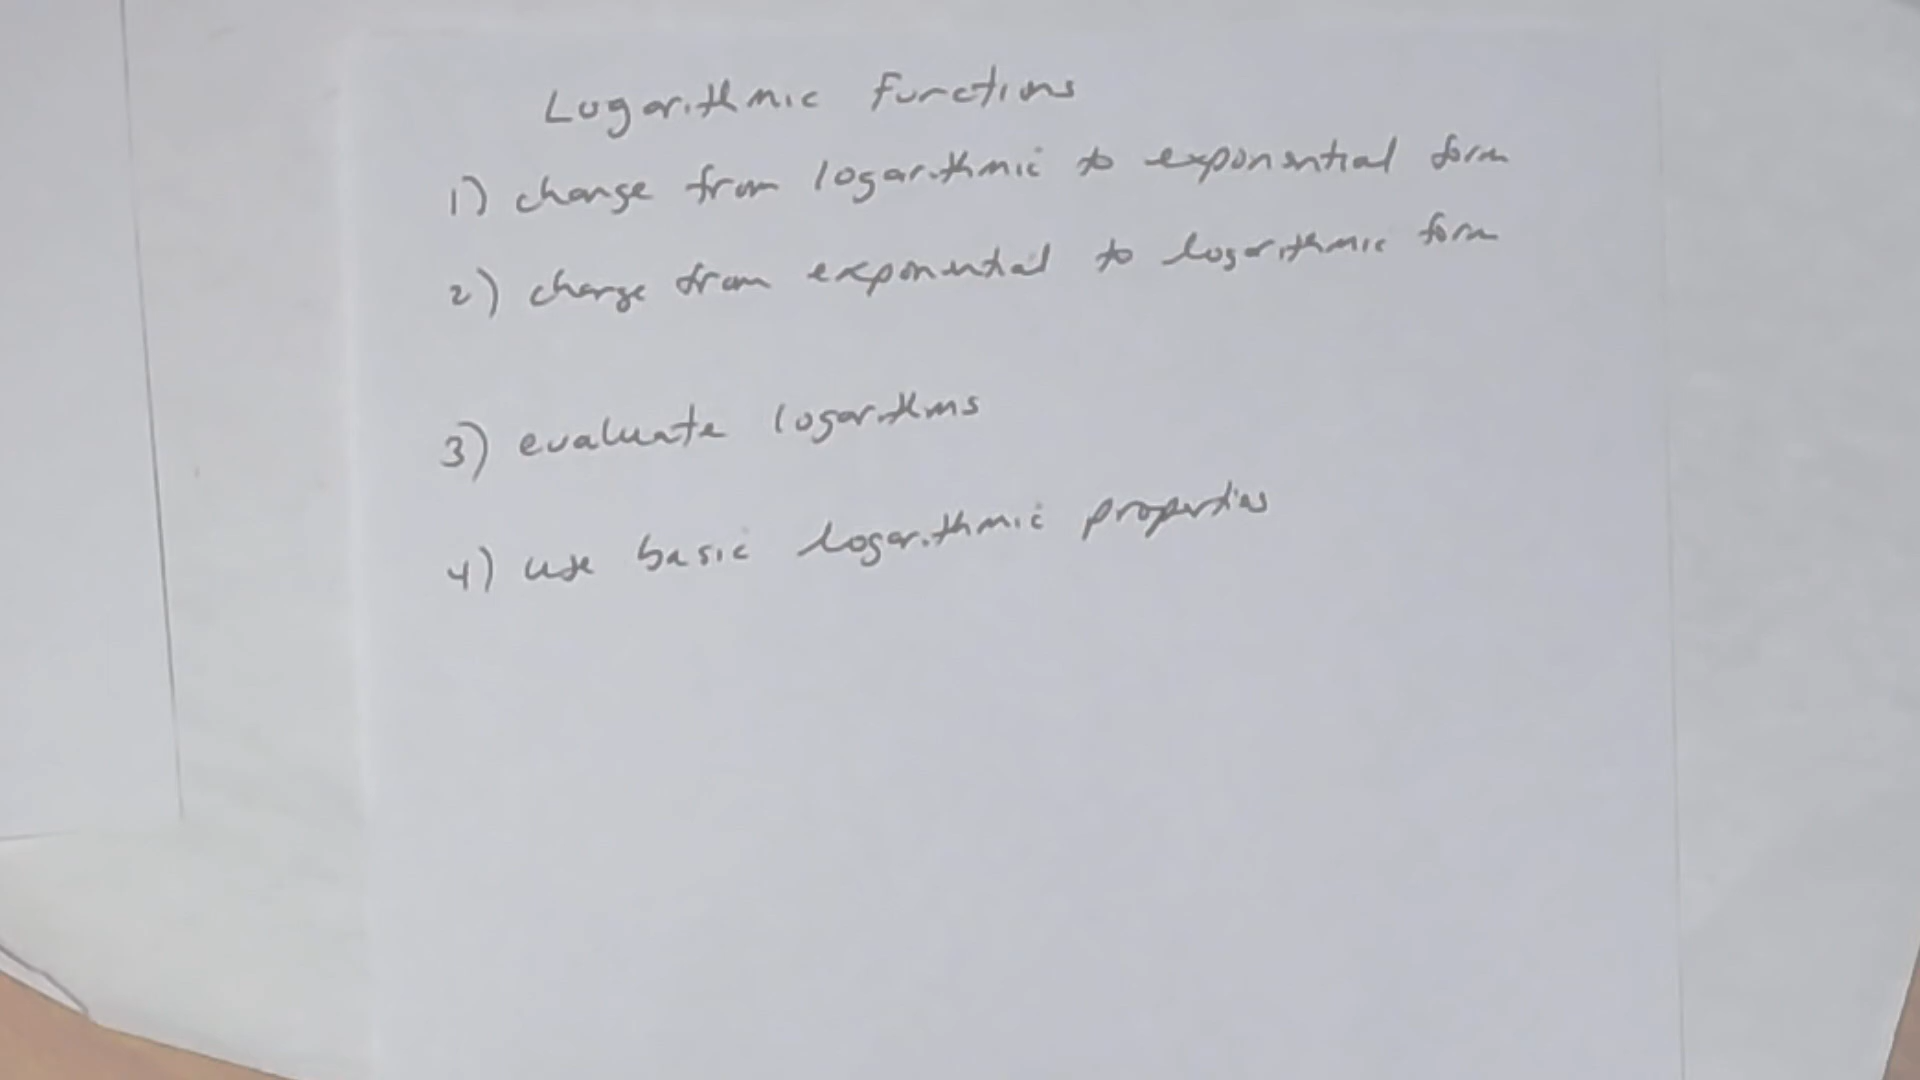 Logarithmic functions
1) change from logarithmic to exponential form
2) change from exponential to logarithmic form
3) evaluate logarithms
4) use basic logarithmic properties